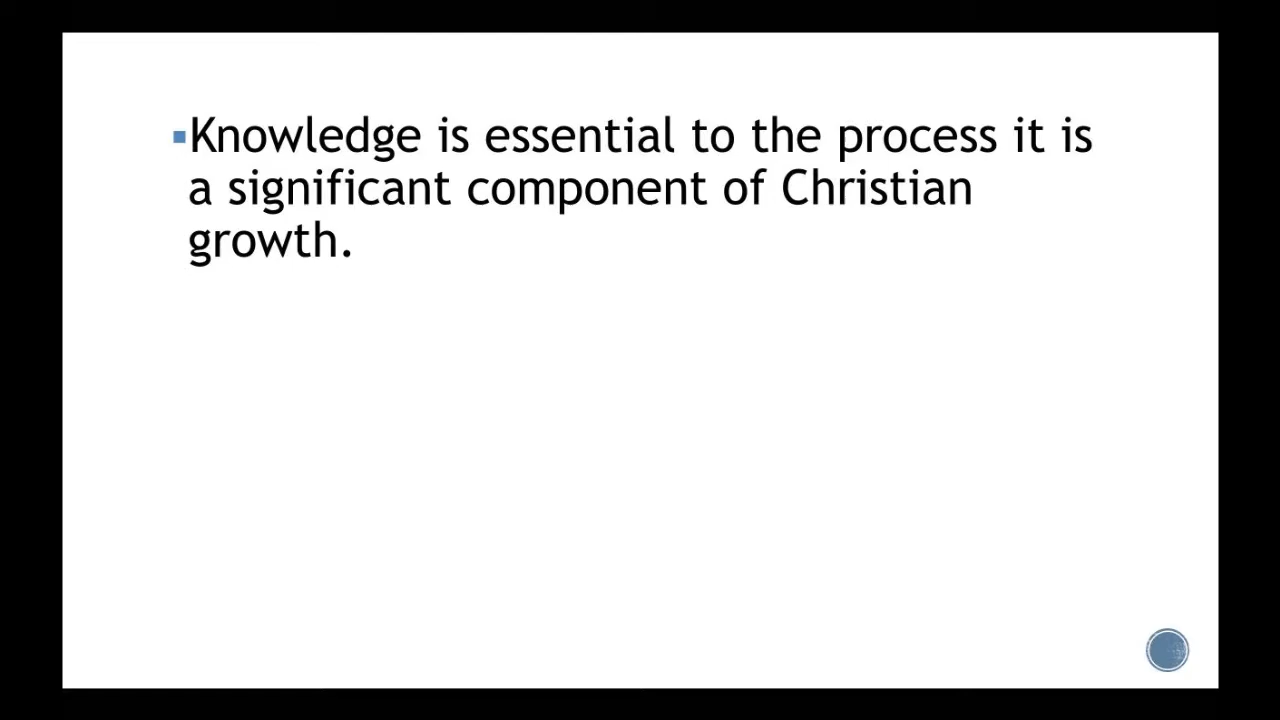 ▪Knowledge is essential to the process it is
a significant component of Christian
growth.